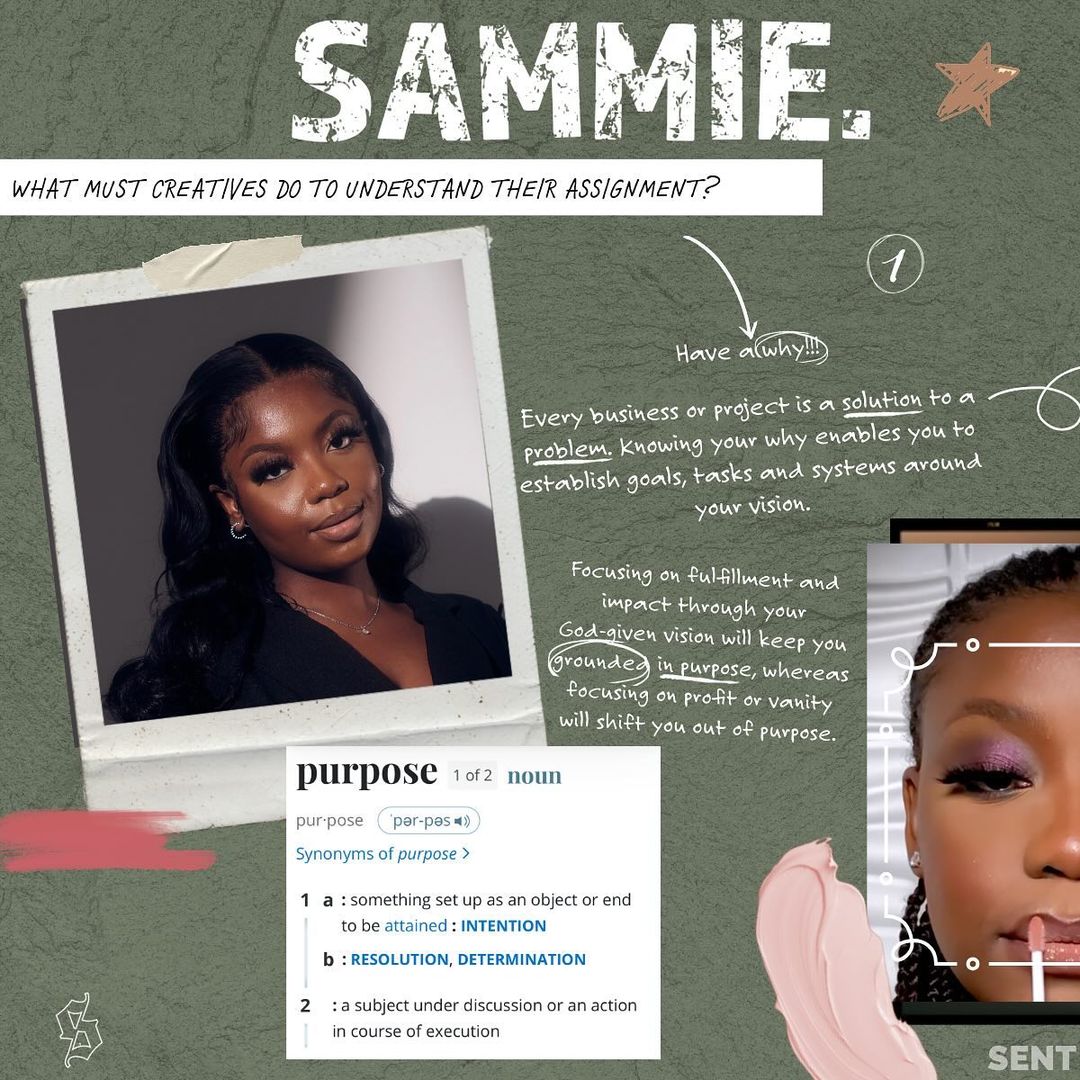 SAMMIE.
WHAT MUST CREATIVES DO TO UNDERSTAND THEIR ASSIGNMENT?
1
Have a why!!!
Every business or project is a solution to a
problem. Knowing your why enables you to
establish goals, tasks and systems around
your vision.
Focusing on fulfillment and
impact through your
God-given vision will keep you
grounded in purpose, whereas
focusing on profit or vanity
will shift you out of purpose.
purpose 1 of 2 noun
pur·pose ˈpər-pəs
Synonyms of purpose >
1 a : something set up as an object or end
to be attained : INTENTION
b : RESOLUTION, DETERMINATION
2 : a subject under discussion or an action
in course of execution
S
SENT